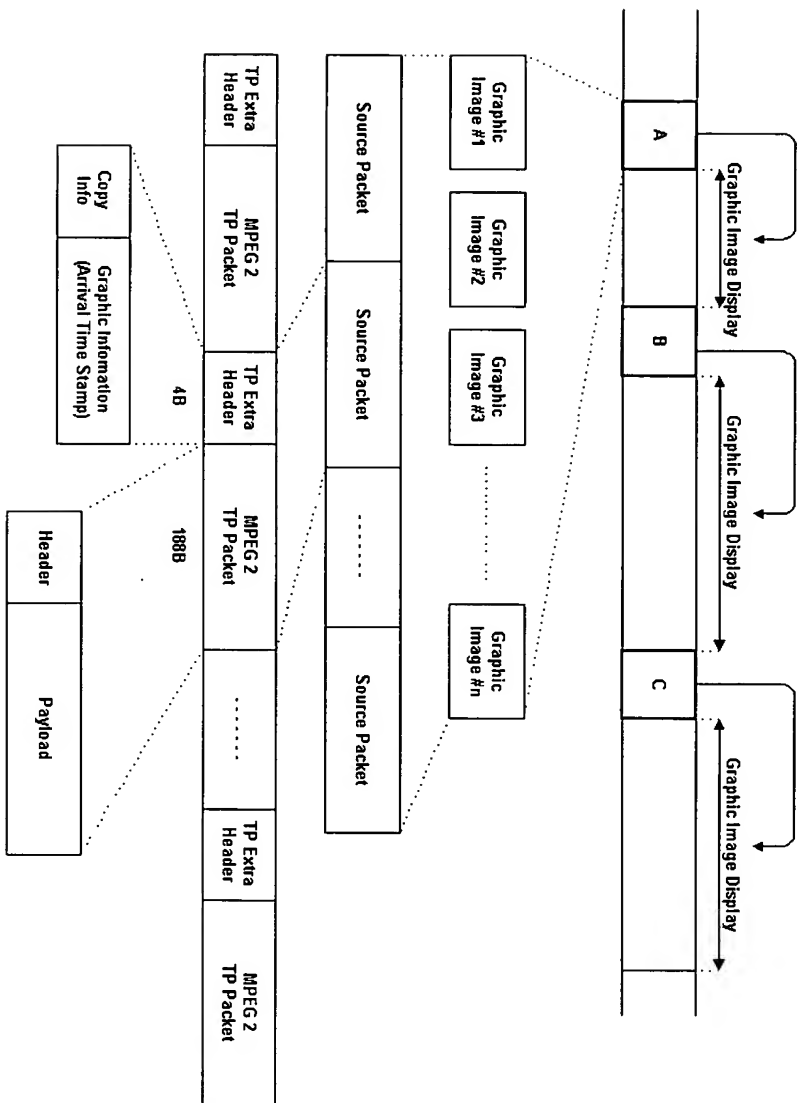 Graphic Image Display
Graphic Image Display
Graphic Image Display
A
B
C
Graphic
Image #1
Graphic
Image #2
Graphic
Image #3
Graphic
Image #n
Source Packet
Source Packet
Source Packet
TP Extra
Header
MPEG 2
TP Packet
TP Extra
Header
MPEG 2
TP Packet
TP Extra
Header
MPEG 2
TP Packet
4B
188B
Copy
Info
Graphic Infomation
(Arrival Time Stamp)
Header
Payload